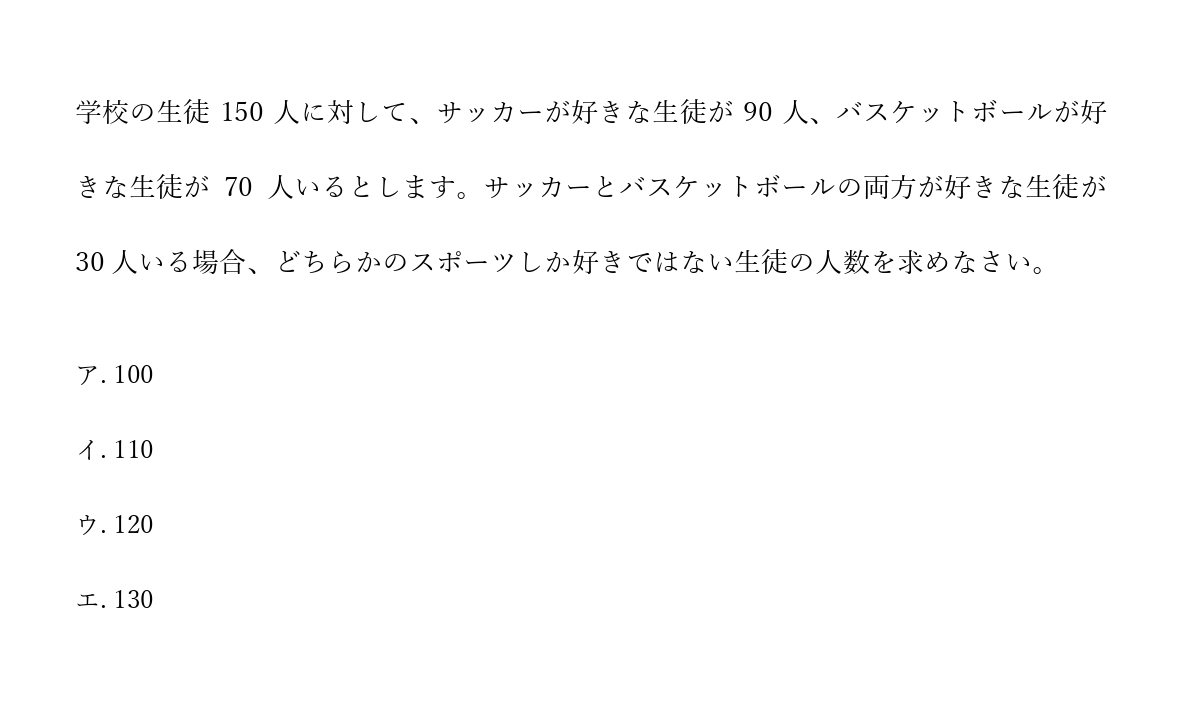 学校の生徒 150 人に対して、サッカーが好きな生徒が 90 人、バスケットボールが好
きな生徒が 70 人いるとします。サッカーとバスケットボールの両方が好きな生徒が
30 人いる場合、どちらかのスポーツしか好きではない生徒の人数を求めなさい。
ア. 100
イ. 110
ウ. 120
エ. 130